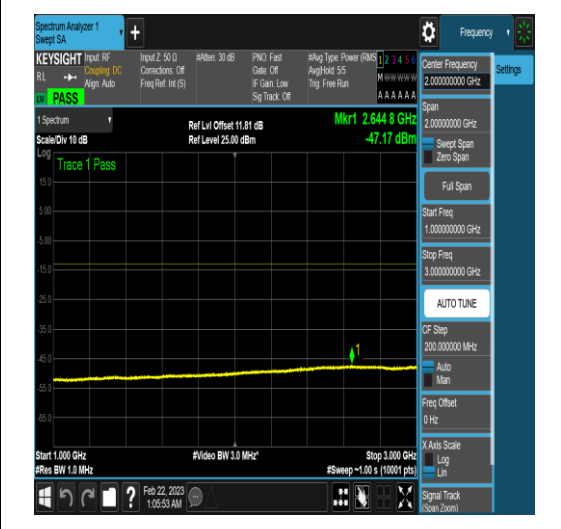 Spectrum Analyzer 1
Swept SA
+
Frequency
KEYSIGHT
Input: RF
Coupling: DC
Align: Auto
Input Z: 50 Ω
Corrections: Off
Freq Ref: Int (S)
#Atten: 30 dB
PNO: Fast
Gate: Off
IF Gain: Low
Sig Track: Off
#Avg Type: Power (RMS
Avg|Hold: 5/5
Trig: Free Run
1 2 3 4 5 6
M W W W W W
A A A A A A
RL
PASS
1 Spectrum
Scale/Div 10 dB
Ref Lvl Offset 11.81 dB
Ref Level 25.00 dBm
Mkr1 2.644 8 GHz
-47.17 dBm
Log
Trace 1 Pass
15.0
5.00
-5.00
-15.0
-25.0
-35.0
-45.0
-55.0
-65.0
1
Start 1.000 GHz
#Res BW 1.0 MHz
#Video BW 3.0 MHz*
Stop 3.000 GHz
#Sweep ~1.00 s (10001 pts)
Feb 22, 2023
1:05:53 AM
Center Frequency
2.000000000 GHz
Settings
Span
2.00000000 GHz
Swept Span
Zero Span
Full Span
Start Freq
1.000000000 GHz
Stop Freq
3.000000000 GHz
AUTO TUNE
CF Step
200.000000 MHz
Auto
Man
Freq Offset
0 Hz
X Axis Scale
Log
Lin
Signal Track
(Span Zoom)